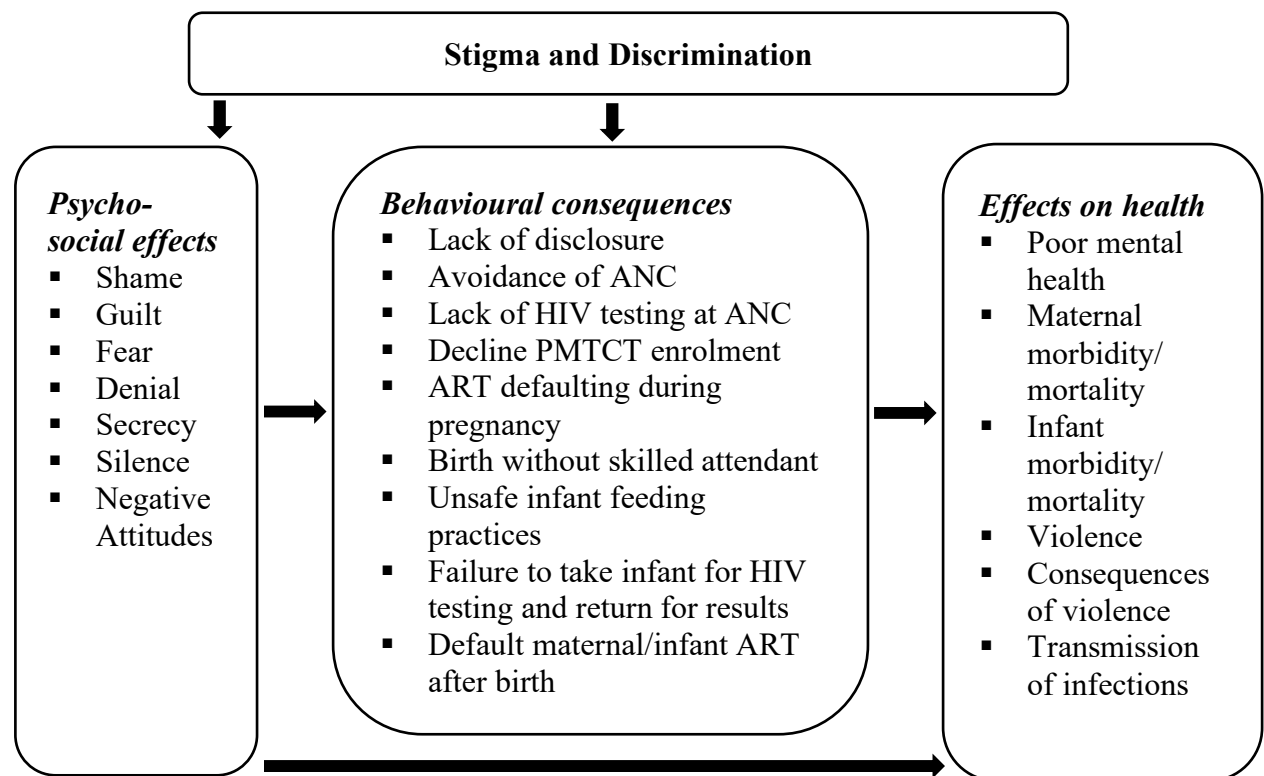 Stigma and Discrimination
Psycho-
social effects
▪ Shame
▪ Guilt
▪ Fear
▪ Denial
▪ Secrecy
▪ Silence
▪ Negative
Attitudes
Behavioural consequences
▪ Lack of disclosure
▪ Avoidance of ANC
▪ Lack of HIV testing at ANC
▪ Decline PMTCT enrolment
▪ ART defaulting during
pregnancy
▪ Birth without skilled attendant
▪ Unsafe infant feeding
practices
▪ Failure to take infant for HIV
testing and return for results
▪ Default maternal/infant ART
after birth
Effects on health
▪ Poor mental
health
▪ Maternal
morbidity/
mortality
▪ Infant
morbidity/
mortality
▪ Violence
▪ Consequences
of violence
▪ Transmission
of infections